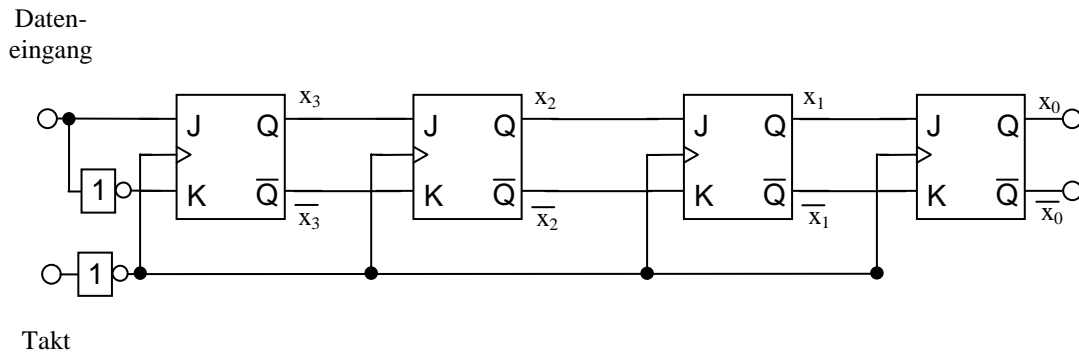 Daten-
eingang
x₃ x₂ x₁ x₀
J Q J Q J Q J Q
1 K Q̅ K Q̅ K Q̅ K Q̅
x̅₃ x̅₂ x̅₁ x̅₀
1
Takt